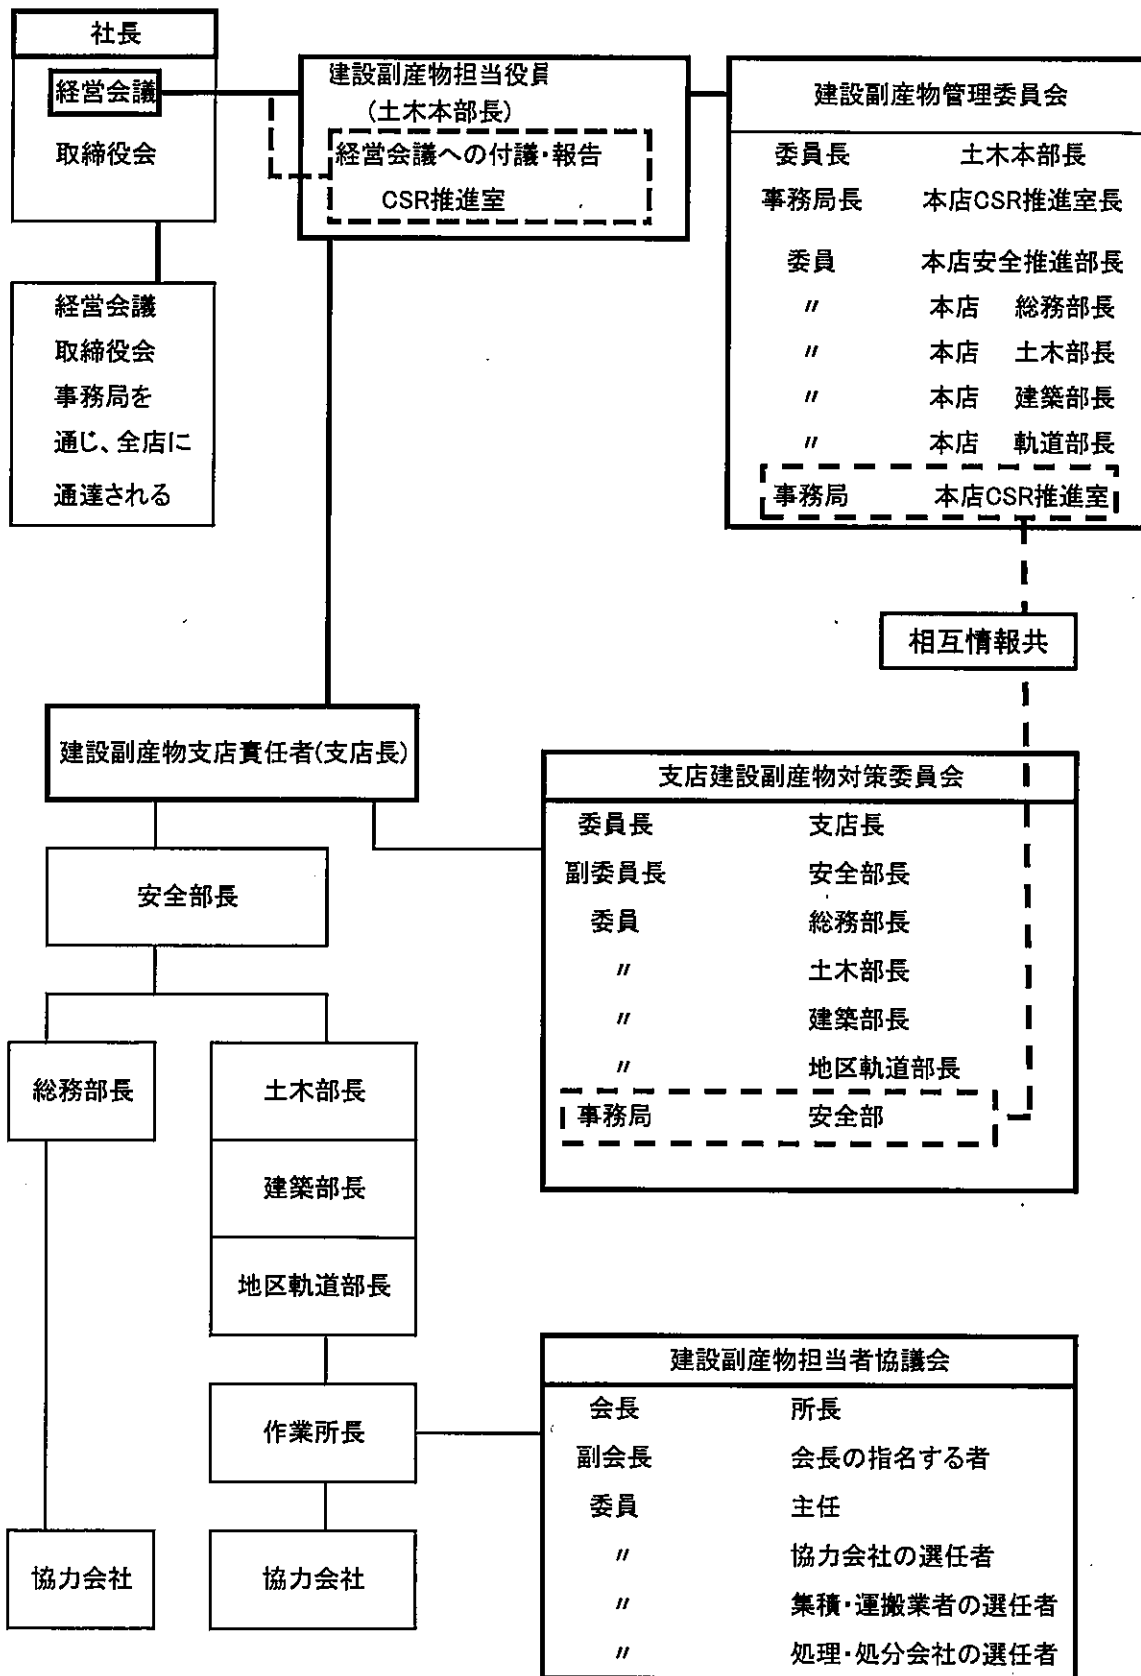 社長
経営会議
取締役会
経営会議
取締役会
事務局を
通じ、全店に
通達される
建設副産物担当役員
(土木本部長)
経営会議への付議・報告
CSR推進室
建設副産物管理委員会
委員長 土木本部長
事務局長 本店CSR推進室長
委員 本店安全推進部長
〃 本店 総務部長
〃 本店 土木部長
〃 本店 建築部長
〃 本店 軌道部長
事務局 本店CSR推進室
相互情報共
建設副産物支店責任者(支店長)
安全部長
総務部長
土木部長
建築部長
地区軌道部長
作業所長
協力会社
協力会社
支店建設副産物対策委員会
委員長 支店長
副委員長 安全部長
委員 総務部長
〃 土木部長
〃 建築部長
〃 地区軌道部長
事務局 安全部
建設副産物担当者協議会
会長 所長
副会長 会長の指名する者
委員 主任
〃 協力会社の選任者
〃 集積・運搬業者の選任者
〃 処理・処分会社の選任者